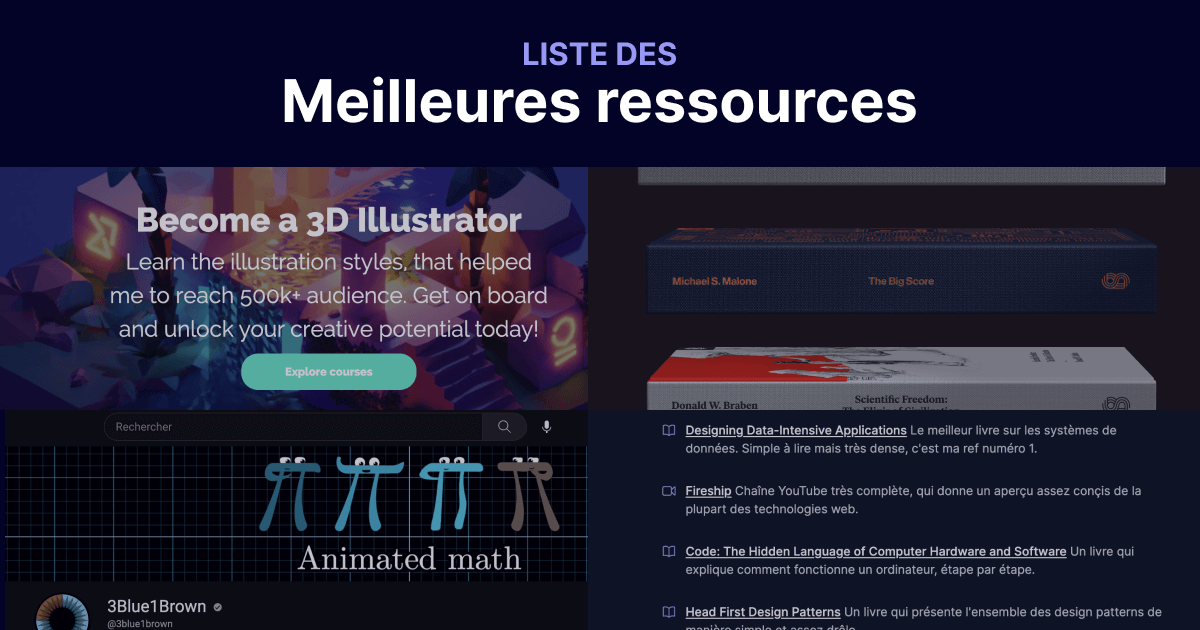 LISTE DES
Meilleures ressources
Become a 3D Illustrator
Learn the illustration styles, that helped
me to reach 500k+ audience. Get on board
and unlock your creative potential today!
Explore courses
Michael S. Malone The Big Score
Donald W. Braben Scientific Freedom:
The Elixir of Civilization
Rechercher
Animated math
3Blue1Brown
@3blue1brown
Designing Data-Intensive Applications Le meilleur livre sur les systèmes de
données. Simple à lire mais très dense, c'est ma ref numéro 1.
Fireship Chaîne YouTube très complète, qui donne un aperçu assez conçis de la
plupart des technologies web.
Code: The Hidden Language of Computer Hardware and Software Un livre qui
explique comment fonctionne un ordinateur, étape par étape.
Head First Design Patterns Un livre qui présente l'ensemble des design patterns de
manière simple et assez drôle.